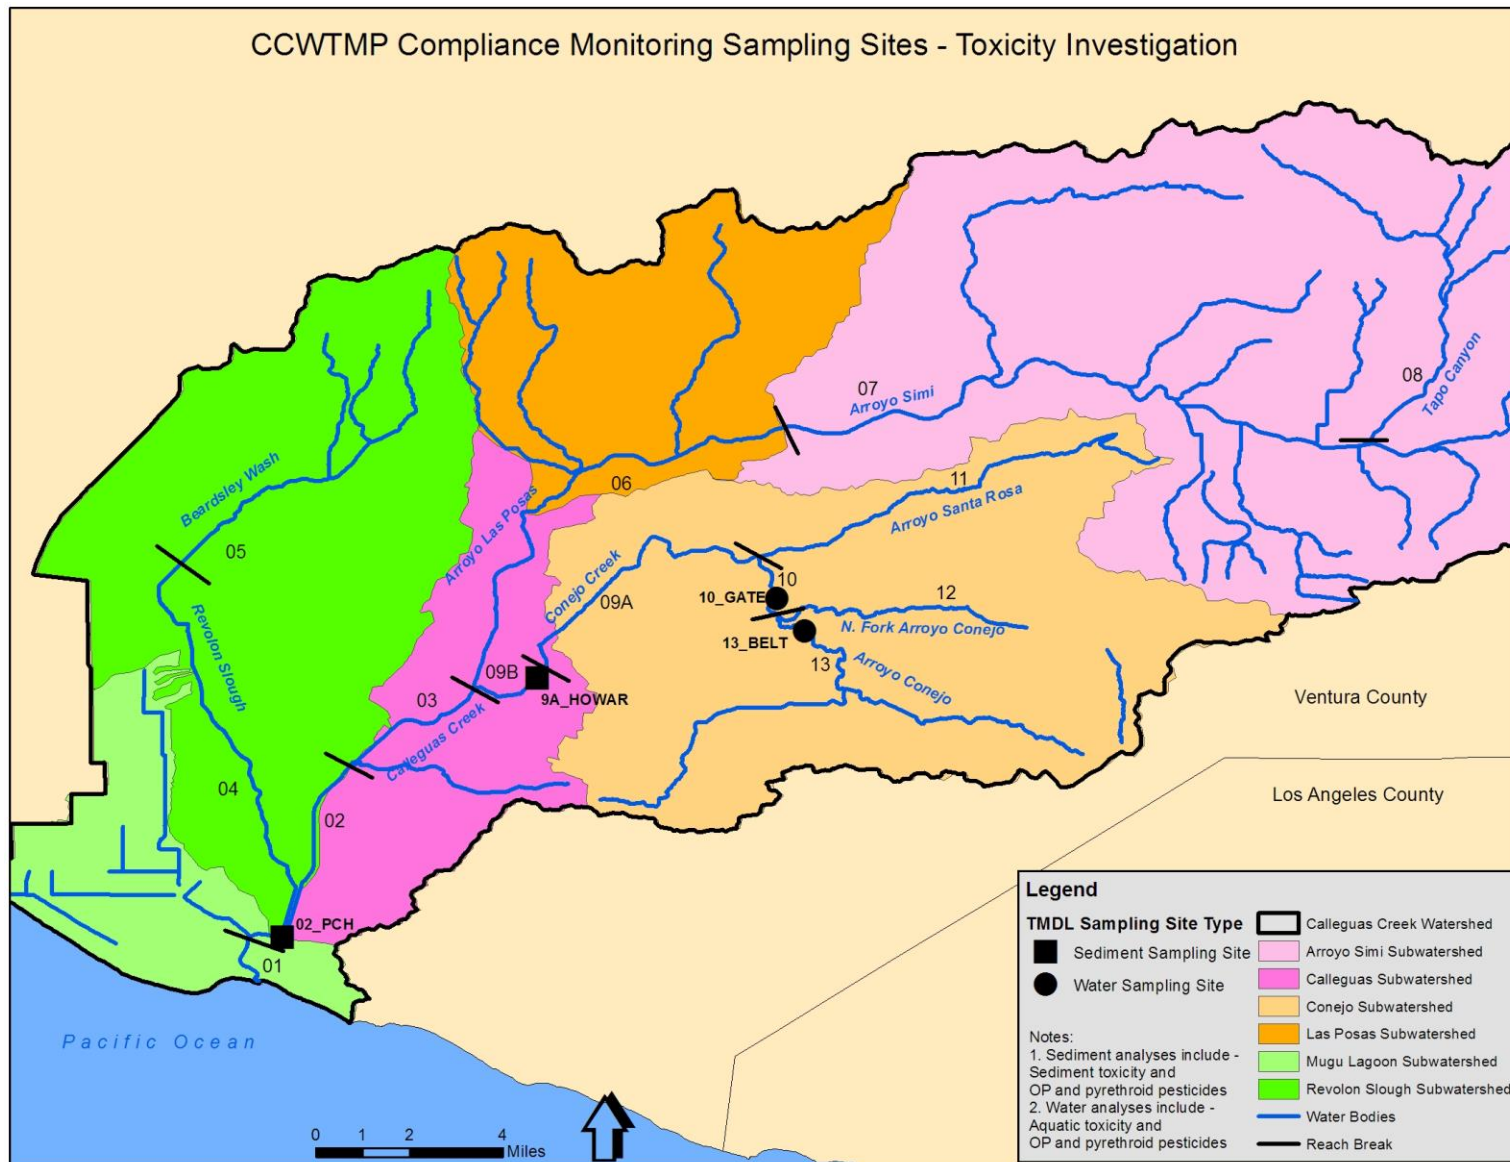 CCWTMP Compliance Monitoring Sampling Sites - Toxicity Investigation
07
Arroyo Simi
08
Tapo Canyon
Beardsley Wash
05
06
Arroyo Las Posas
11
Arroyo Santa Rosa
Conejo Creek
09A
10
10_GATE
12
N. Fork Arroyo Conejo
13_BELT
13
Arroyo Conejo
Revolon Slough
09B
9A_HOWAR
03
Calleguas Creek
04
02
02_PCH
01
Ventura County
Los Angeles County
Pacific Ocean
0 1 2 4
Miles
Legend
TMDL Sampling Site Type
Sediment Sampling Site
Water Sampling Site
Notes:
1. Sediment analyses include -
Sediment toxicity and
OP and pyrethroid pesticides
2. Water analyses include -
Aquatic toxicity and
OP and pyrethroid pesticides
Calleguas Creek Watershed
Arroyo Simi Subwatershed
Calleguas Subwatershed
Conejo Subwatershed
Las Posas Subwatershed
Mugu Lagoon Subwatershed
Revolon Slough Subwatershed
Water Bodies
Reach Break